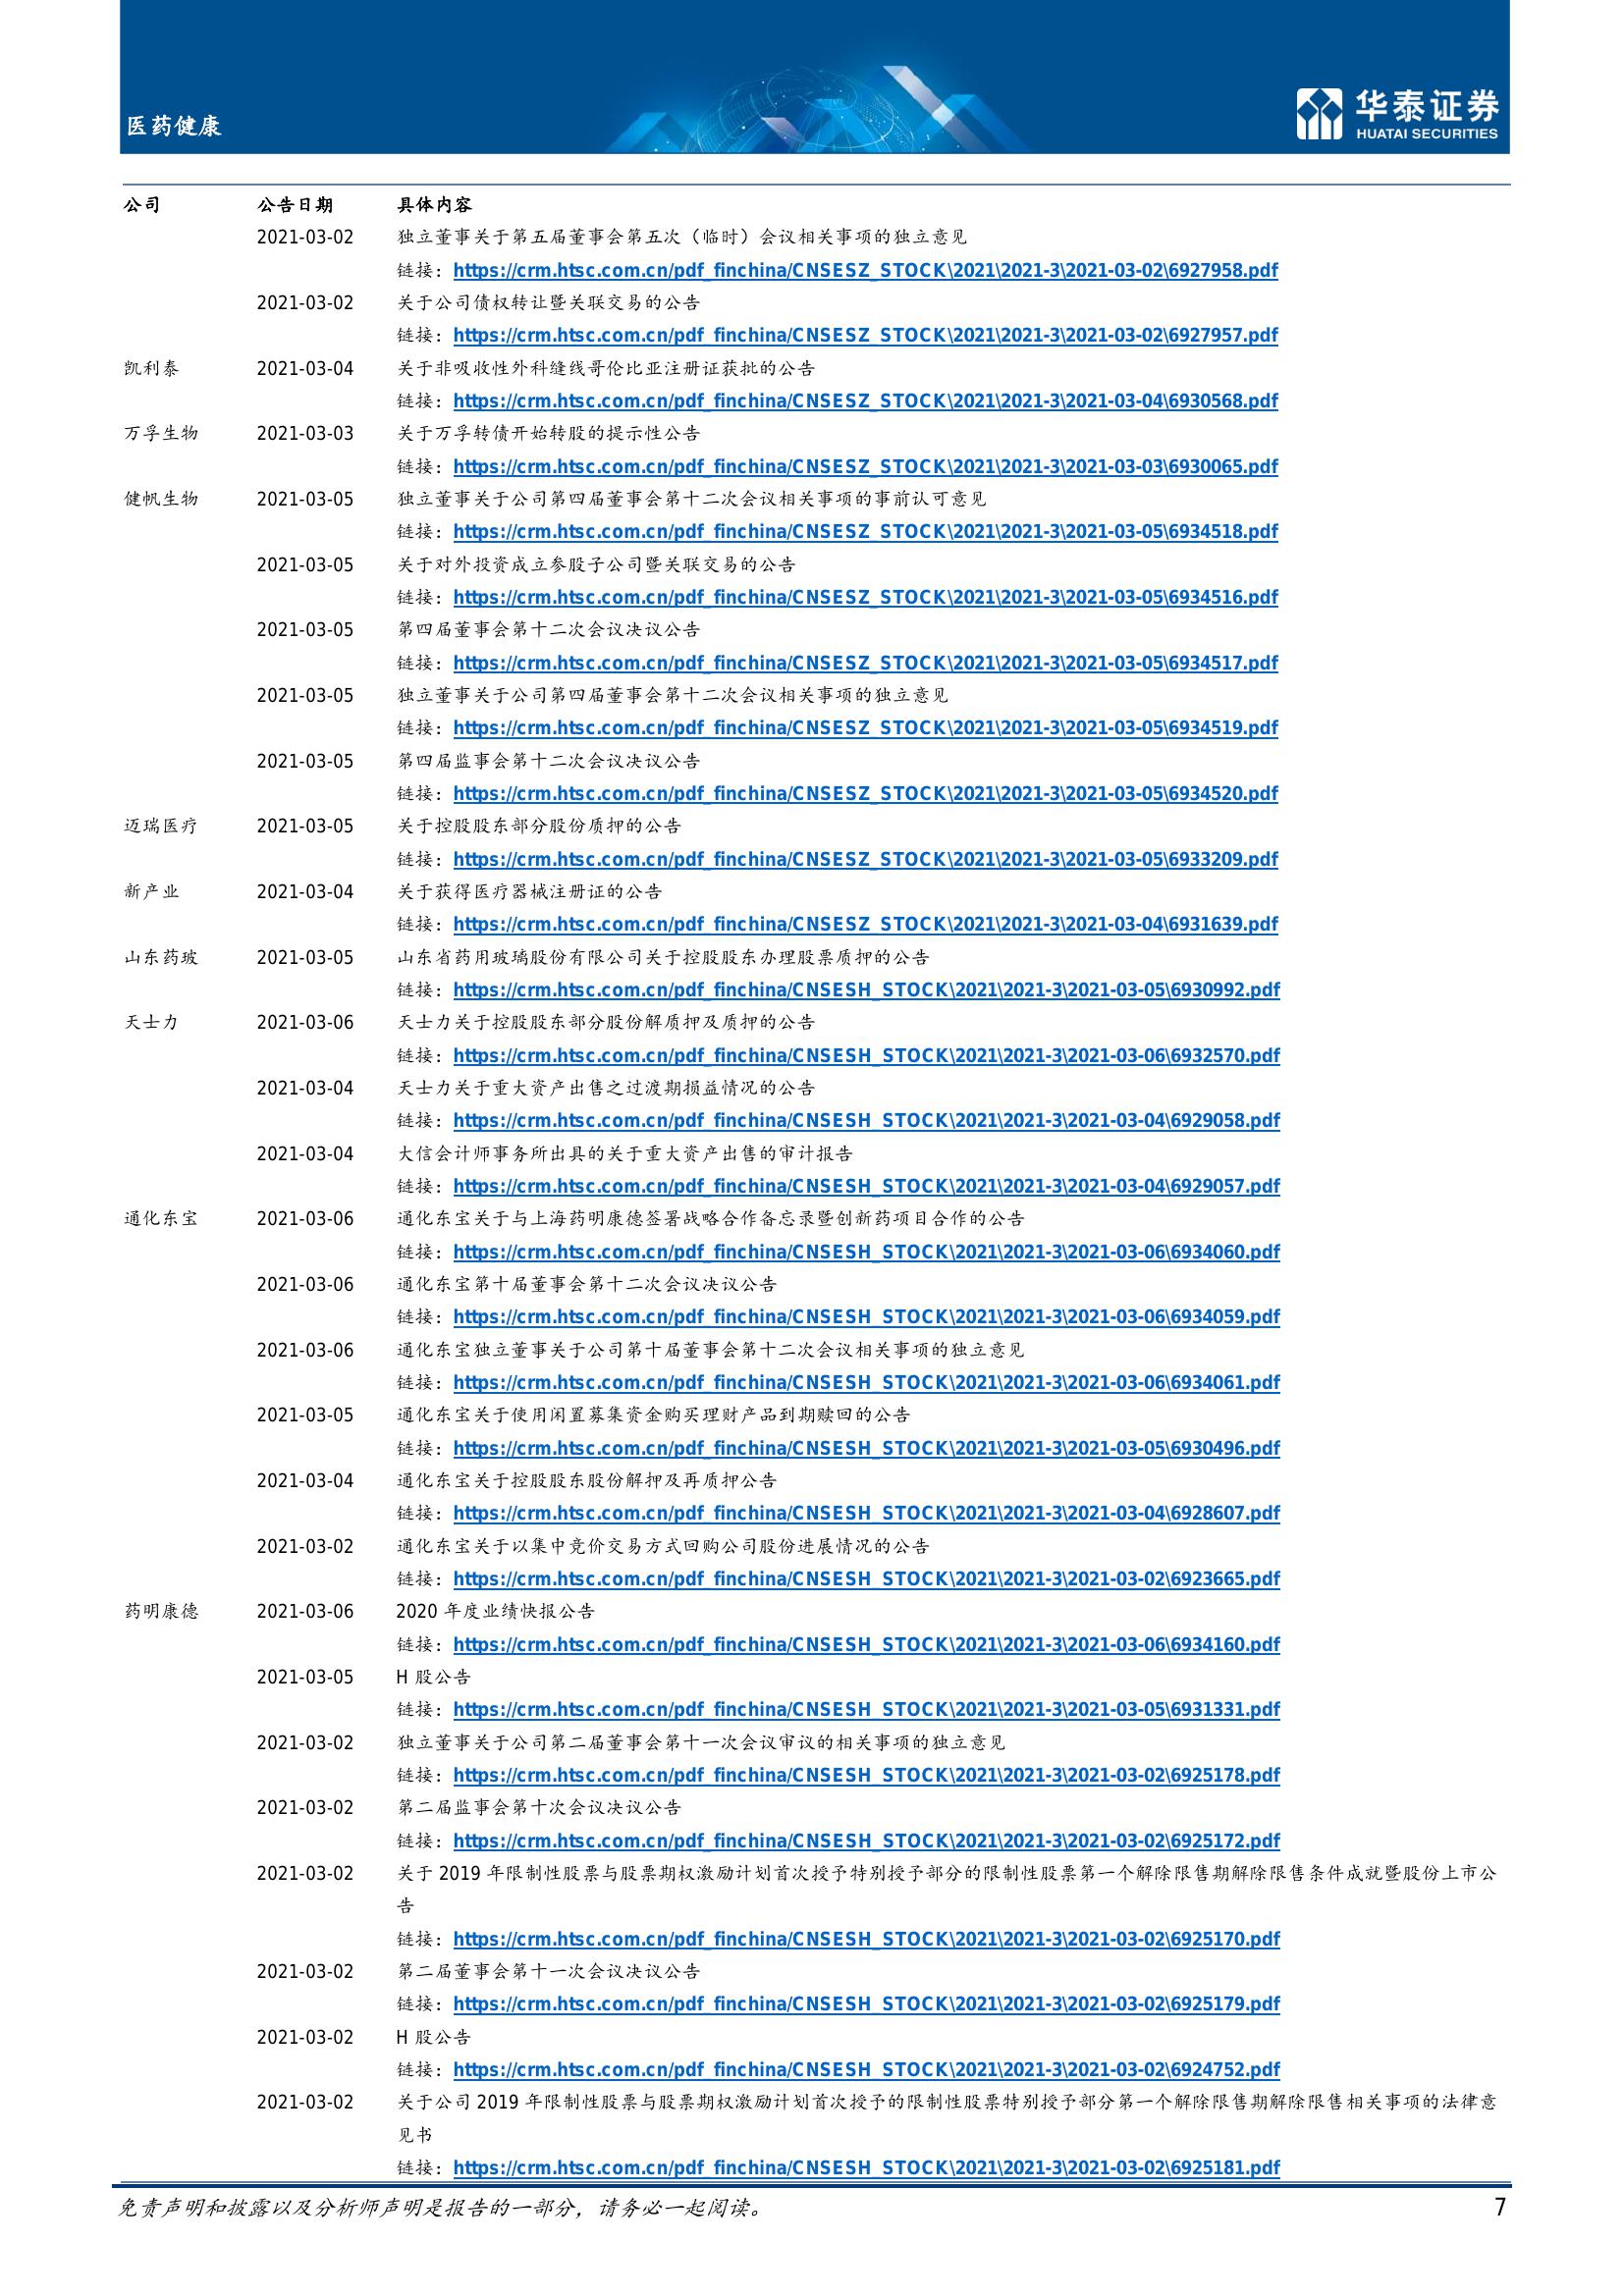 医药健康
华泰证券
HUATAI SECURITIES
公司 公告日期 具体内容
2021-03-02 独立董事关于第五届董事会第五次（临时）会议相关事项的独立意见
链接：https://crm.htsc.com.cn/pdf_finchina/CNSESZ_STOCK\2021\2021-3\2021-03-02\6927958.pdf
2021-03-02 关于公司债权转让暨关联交易的公告
链接：https://crm.htsc.com.cn/pdf_finchina/CNSESZ_STOCK\2021\2021-3\2021-03-02\6927957.pdf
凯利泰 2021-03-04 关于非吸收性外科缝线哥伦比亚注册证获批的公告
链接：https://crm.htsc.com.cn/pdf_finchina/CNSESZ_STOCK\2021\2021-3\2021-03-04\6930568.pdf
万孚生物 2021-03-03 关于万孚转债开始转股的提示性公告
链接：https://crm.htsc.com.cn/pdf_finchina/CNSESZ_STOCK\2021\2021-3\2021-03-03\6930065.pdf
健帆生物 2021-03-05 独立董事关于公司第四届董事会第十二次会议相关事项的事前认可意见
链接：https://crm.htsc.com.cn/pdf_finchina/CNSESZ_STOCK\2021\2021-3\2021-03-05\6934518.pdf
2021-03-05 关于对外投资成立参股子公司暨关联交易的公告
链接：https://crm.htsc.com.cn/pdf_finchina/CNSESZ_STOCK\2021\2021-3\2021-03-05\6934516.pdf
2021-03-05 第四届董事会第十二次会议决议公告
链接：https://crm.htsc.com.cn/pdf_finchina/CNSESZ_STOCK\2021\2021-3\2021-03-05\6934517.pdf
2021-03-05 独立董事关于公司第四届董事会第十二次会议相关事项的独立意见
链接：https://crm.htsc.com.cn/pdf_finchina/CNSESZ_STOCK\2021\2021-3\2021-03-05\6934519.pdf
2021-03-05 第四届监事会第十二次会议决议公告
链接：https://crm.htsc.com.cn/pdf_finchina/CNSESZ_STOCK\2021\2021-3\2021-03-05\6934520.pdf
迈瑞医疗 2021-03-05 关于控股股东部分股份质押的公告
链接：https://crm.htsc.com.cn/pdf_finchina/CNSESZ_STOCK\2021\2021-3\2021-03-05\6933209.pdf
新产业 2021-03-04 关于获得医疗器械注册证的公告
链接：https://crm.htsc.com.cn/pdf_finchina/CNSESZ_STOCK\2021\2021-3\2021-03-04\6931639.pdf
山东药玻 2021-03-05 山东省药用玻璃股份有限公司关于控股股东办理股票质押的公告
链接：https://crm.htsc.com.cn/pdf_finchina/CNSESH_STOCK\2021\2021-3\2021-03-05\6930992.pdf
天士力 2021-03-06 天士力关于控股股东部分股份解质押及质押的公告
链接：https://crm.htsc.com.cn/pdf_finchina/CNSESH_STOCK\2021\2021-3\2021-03-06\6932570.pdf
2021-03-04 天士力关于重大资产出售之过渡期损益情况的公告
链接：https://crm.htsc.com.cn/pdf_finchina/CNSESH_STOCK\2021\2021-3\2021-03-04\6929058.pdf
2021-03-04 大信会计师事务所出具的关于重大资产出售的审计报告
链接：https://crm.htsc.com.cn/pdf_finchina/CNSESH_STOCK\2021\2021-3\2021-03-04\6929057.pdf
通化东宝 2021-03-06 通化东宝关于与上海药明康德签署战略合作备忘录暨创新药项目合作的公告
链接：https://crm.htsc.com.cn/pdf_finchina/CNSESH_STOCK\2021\2021-3\2021-03-06\6934060.pdf
2021-03-06 通化东宝第十届董事会第十二次会议决议公告
链接：https://crm.htsc.com.cn/pdf_finchina/CNSESH_STOCK\2021\2021-3\2021-03-06\6934059.pdf
2021-03-06 通化东宝独立董事关于公司第十届董事会第十二次会议相关事项的独立意见
链接：https://crm.htsc.com.cn/pdf_finchina/CNSESH_STOCK\2021\2021-3\2021-03-06\6934061.pdf
2021-03-05 通化东宝关于使用闲置募集资金购买理财产品到期赎回的公告
链接：https://crm.htsc.com.cn/pdf_finchina/CNSESH_STOCK\2021\2021-3\2021-03-05\6930496.pdf
2021-03-04 通化东宝关于控股股东股份解押及再质押公告
链接：https://crm.htsc.com.cn/pdf_finchina/CNSESH_STOCK\2021\2021-3\2021-03-04\6928607.pdf
2021-03-02 通化东宝关于以集中竞价交易方式回购公司股份进展情况的公告
链接：https://crm.htsc.com.cn/pdf_finchina/CNSESH_STOCK\2021\2021-3\2021-03-02\6923665.pdf
药明康德 2021-03-06 2020 年度业绩快报公告
链接：https://crm.htsc.com.cn/pdf_finchina/CNSESH_STOCK\2021\2021-3\2021-03-06\6934160.pdf
2021-03-05 H 股公告
链接：https://crm.htsc.com.cn/pdf_finchina/CNSESH_STOCK\2021\2021-3\2021-03-05\6931331.pdf
2021-03-02 独立董事关于公司第二届董事会第十一次会议审议的相关事项的独立意见
链接：https://crm.htsc.com.cn/pdf_finchina/CNSESH_STOCK\2021\2021-3\2021-03-02\6925178.pdf
2021-03-02 第二届监事会第十次会议决议公告
链接：https://crm.htsc.com.cn/pdf_finchina/CNSESH_STOCK\2021\2021-3\2021-03-02\6925172.pdf
2021-03-02 关于 2019 年限制性股票与股票期权激励计划首次授予特别授予部分的限制性股票第一个解除限售期解除限售条件成就暨股份上市公
告
链接：https://crm.htsc.com.cn/pdf_finchina/CNSESH_STOCK\2021\2021-3\2021-03-02\6925170.pdf
2021-03-02 第二届董事会第十一次会议决议公告
链接：https://crm.htsc.com.cn/pdf_finchina/CNSESH_STOCK\2021\2021-3\2021-03-02\6925179.pdf
2021-03-02 H 股公告
链接：https://crm.htsc.com.cn/pdf_finchina/CNSESH_STOCK\2021\2021-3\2021-03-02\6924752.pdf
2021-03-02 关于公司 2019 年限制性股票与股票期权激励计划首次授予的限制性股票特别授予部分第一个解除限售期解除限售相关事项的法律意
见书
链接：https://crm.htsc.com.cn/pdf_finchina/CNSESH_STOCK\2021\2021-3\2021-03-02\6925181.pdf
免责声明和披露以及分析师声明是报告的一部分，请务必一起阅读。 7